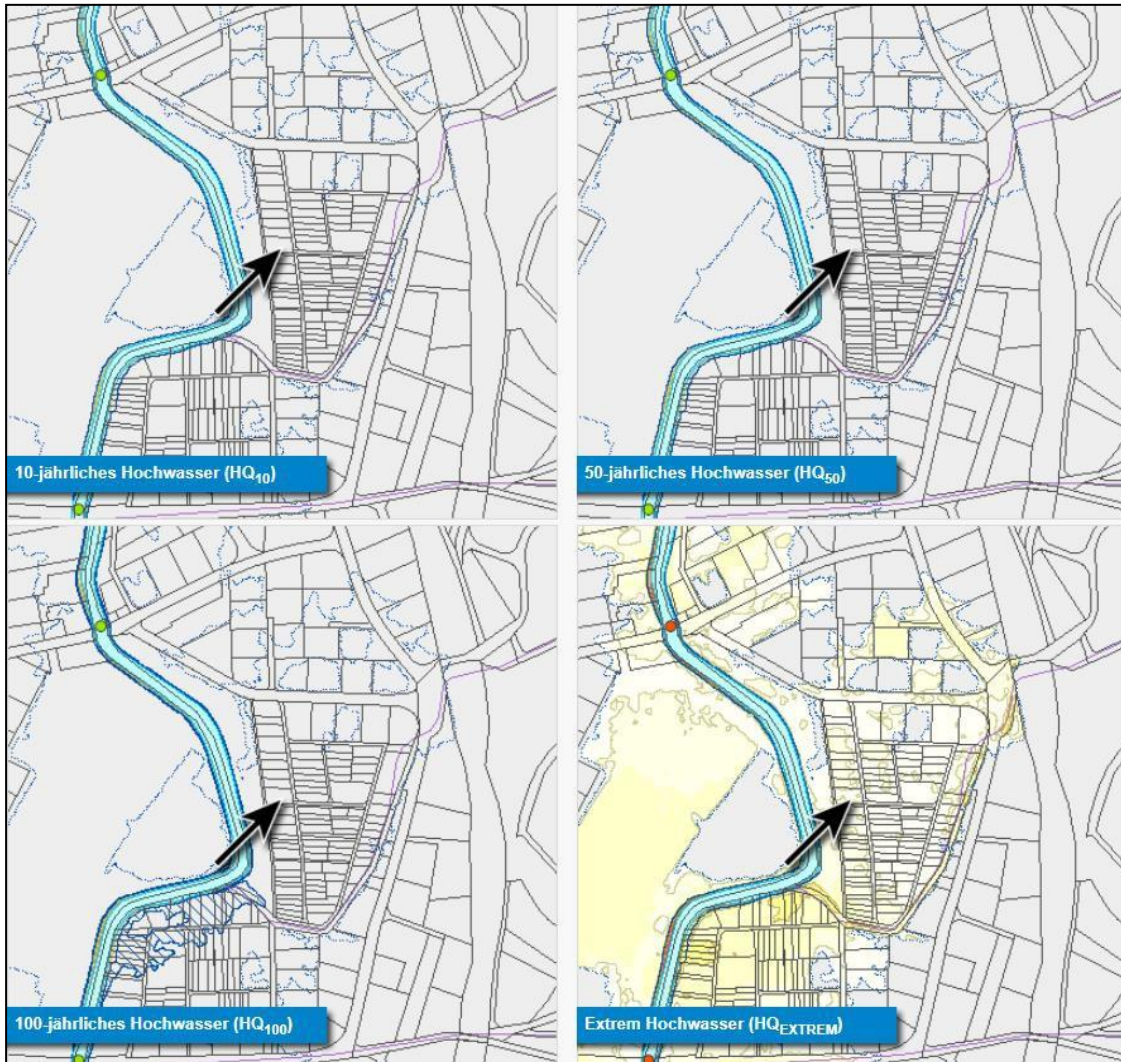 10-jährliches Hochwasser (HQ10)
50-jährliches Hochwasser (HQ50)
100-jährliches Hochwasser (HQ100)
Extrem Hochwasser (HQEXTREM)